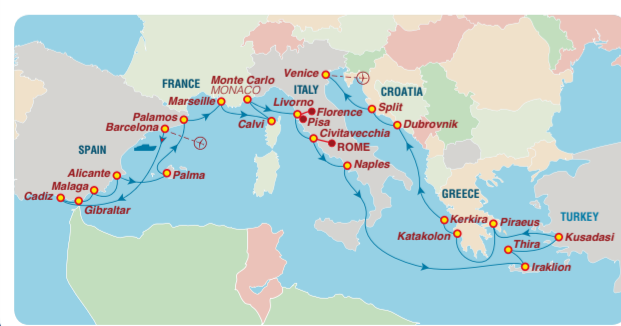 FRANCE
Monte Carlo
MONACO
Marseille
Venice
ITALY
CROATIA
Livorno
Florence
Pisa
Split
Dubrovnik
Palamos
Barcelona
Calvi
Civitavecchia
ROME
SPAIN
Alicante
Malaga
Cadiz
Gibraltar
Palma
Naples
GREECE
Kerkira
Katakolon
Piraeus
TURKEY
Thira
Kusadasi
Iraklion